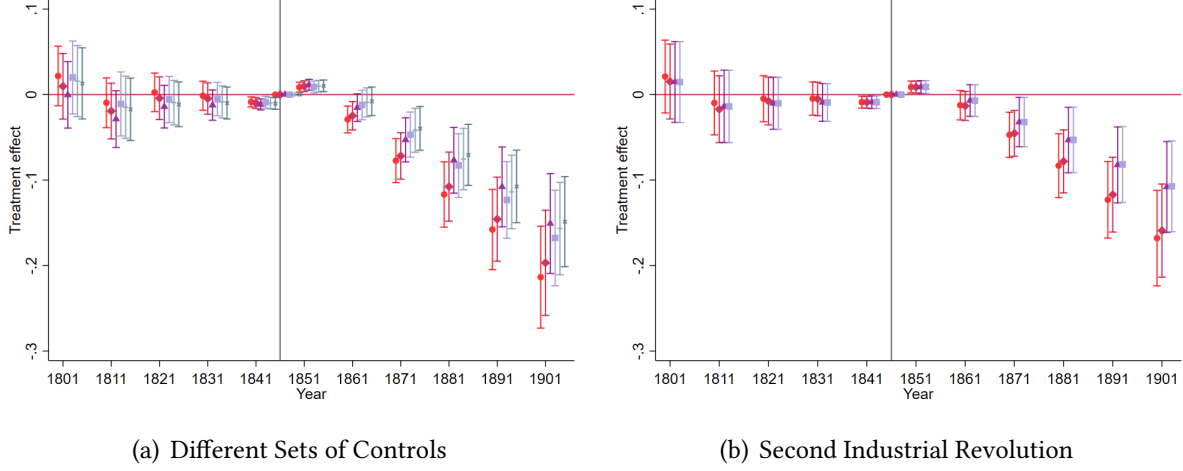 .1
0
-.1
-.2
-.3
Treatment effect
1801 1811 1821 1831 1841 1851 1861 1871 1881 1891 1901
Year
(a) Different Sets of Controls
.1
0
-.1
-.2
-.3
Treatment effect
1801 1811 1821 1831 1841 1851 1861 1871 1881 1891 1901
Year
(b) Second Industrial Revolution